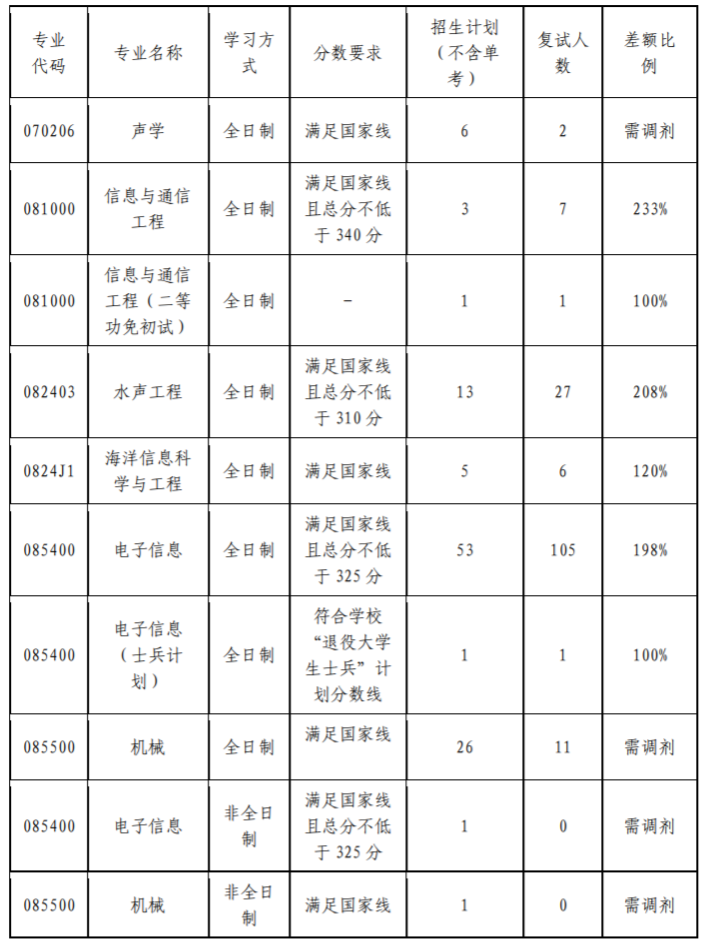 专业
代码
专业名称
学习方
式
分数要求
招生计划
（不含单
考）
复试人
数
差额比
例
070206
声学
全日制
满足国家线
6
2
需调剂
081000
信息与通信
工程
全日制
满足国家线
且总分不低
于 340 分
3
7
233%
081000
信息与通信
工程（二等
功免初试）
全日制
-
1
1
100%
082403
水声工程
全日制
满足国家线
且总分不低
于 310 分
13
27
208%
0824J1
海洋信息科
学与工程
全日制
满足国家线
5
6
120%
085400
电子信息
全日制
满足国家线
且总分不低
于 325 分
53
105
198%
085400
电子信息
（士兵计
划）
全日制
符合学校
“退役大学
生士兵”计
划分数线
1
1
100%
085500
机械
全日制
满足国家线
26
11
需调剂
085400
电子信息
非全日
制
满足国家线
且总分不低
于 325 分
1
0
需调剂
085500
机械
非全日
制
满足国家线
1
0
需调剂